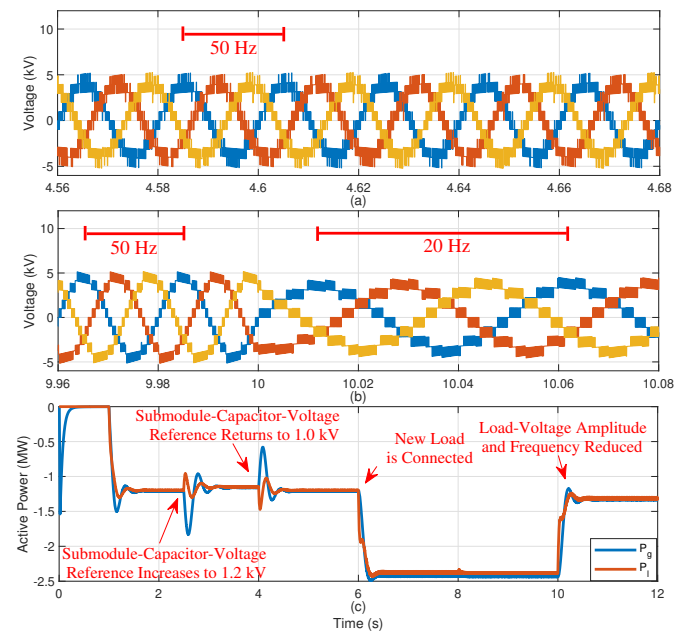 10
50 Hz
5
0
-5
Voltage (kV)
4.56 4.58 4.6 4.62 4.64 4.66 4.68
(a)
10
50 Hz
20 Hz
5
0
-5
Voltage (kV)
9.96 9.98 10 10.02 10.04 10.06 10.08
(b)
0
-0.5
-1
-1.5
-2
-2.5
Active Power (MW)
Submodule-Capacitor-Voltage
Reference Returns to 1.0 kV
New Load
is Connected
Load-Voltage Amplitude
and Frequency Reduced
Submodule-Capacitor-Voltage
Reference Increases to 1.2 kV
Pg
Pl
0 2 4 6 8 10 12
(c)
Time (s)